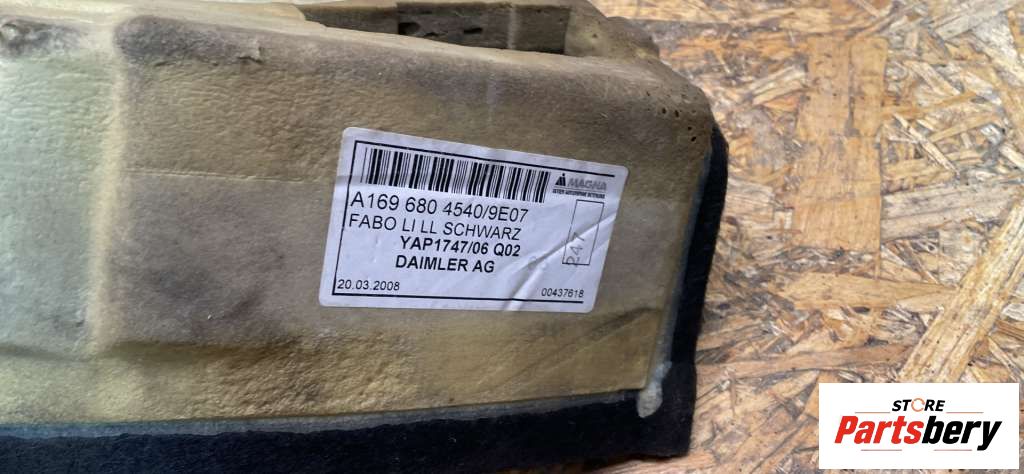 MAGNA
A169 680 4540/9E07
FABO LI LL SCHWARZ
YAP1747/06 Q02
DAIMLER AG
247
20.03.2008
00437618
STORE
Partsbery